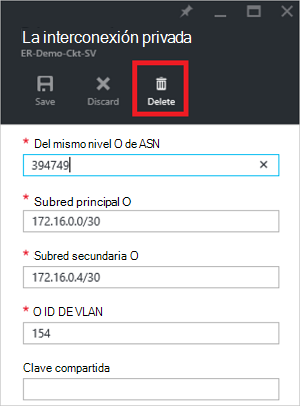 La interconexión privada
ER-Demo-Ckt-SV
Save Discard Delete
* Del mismo nivel O de ASN
394749
* Subred principal O
172.16.0.0/30
* Subred secundaria O
172.16.0.4/30
* O ID DE VLAN
154
Clave compartida